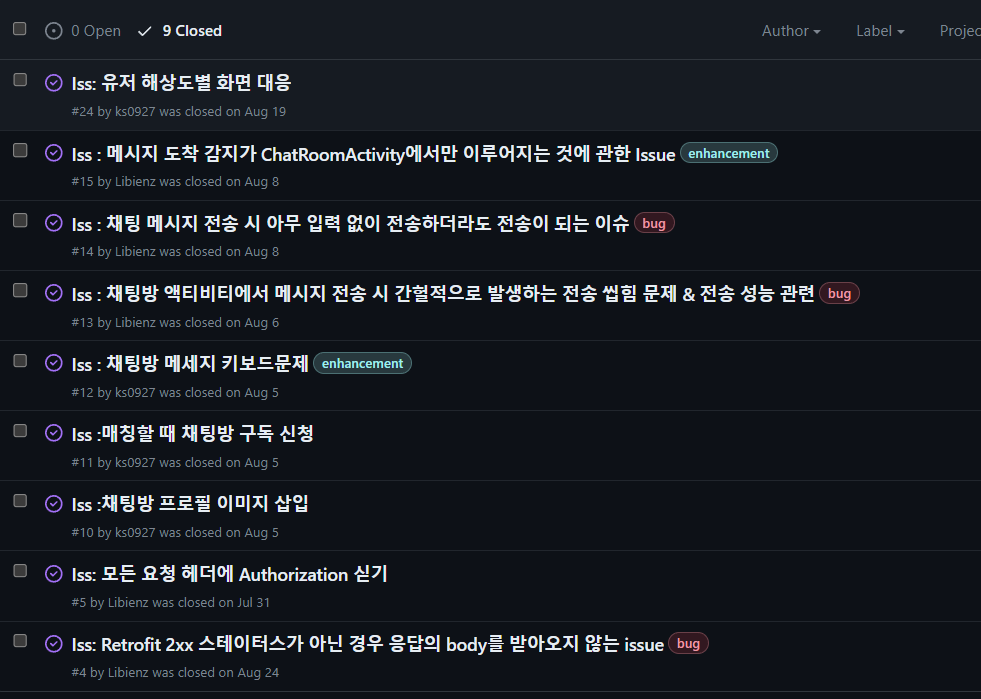 0 Open 9 Closed Author Label Projec
Iss: 유저 해상도별 화면 대응
#24 by ks0927 was closed on Aug 19
Iss : 메시지 도착 감지가 ChatRoomActivity에서만 이루어지는 것에 관한 Issue enhancement
#15 by Libienz was closed on Aug 8
Iss : 채팅 메시지 전송 시 아무 입력 없이 전송하더라도 전송이 되는 이슈 bug
#14 by Libienz was closed on Aug 8
Iss : 채팅방 액티비티에서 메시지 전송 시 간헐적으로 발생하는 전송 씹힘 문제 & 전송 성능 관련 bug
#13 by Libienz was closed on Aug 6
Iss : 채팅방 메세지 키보드문제 enhancement
#12 by ks0927 was closed on Aug 5
Iss :매칭할 때 채팅방 구독 신청
#11 by ks0927 was closed on Aug 5
Iss :채팅방 프로필 이미지 삽입
#10 by ks0927 was closed on Aug 5
Iss: 모든 요청 헤더에 Authorization 싣기
#5 by Libienz was closed on Jul 31
Iss: Retrofit 2xx 스테이터스가 아닌 경우 응답의 body를 받아오지 않는 issue bug
#4 by Libienz was closed on Aug 24